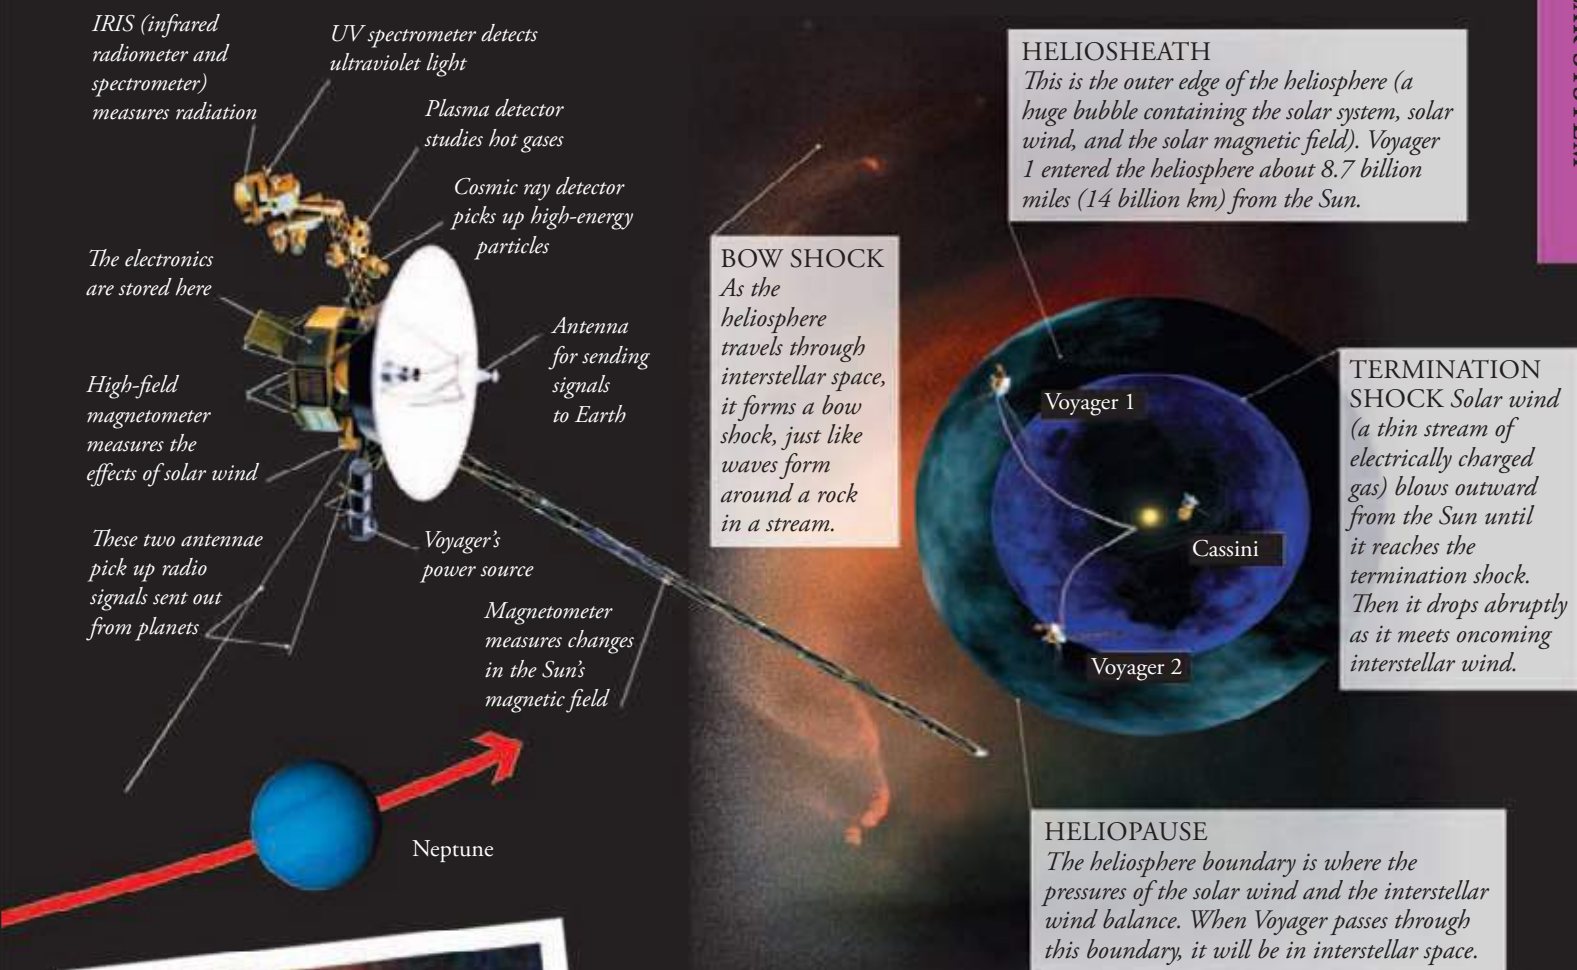 IRIS (infrared
radiometer and
spectrometer)
measures radiation
UV spectrometer detects
ultraviolet light
Plasma detector
studies hot gases
Cosmic ray detector
picks up high-energy
particles
The electronics
are stored here
Antenna
for sending
signals
to Earth
High-field
magnetometer
measures the
effects of solar wind
These two antennae
pick up radio
signals sent out
from planets
Voyager's
power source
Magnetometer
measures changes
in the Sun's
magnetic field
Neptune
BOW SHOCK
As the
heliosphere
travels through
interstellar space,
it forms a bow
shock, just like
waves form
around a rock
in a stream.
HELIOSHEATH
This is the outer edge of the heliosphere (a
huge bubble containing the solar system, solar
wind, and the solar magnetic field). Voyager
1 entered the heliosphere about 8.7 billion
miles (14 billion km) from the Sun.
Voyager 1
Cassini
Voyager 2
TERMINATION
SHOCK Solar wind
(a thin stream of
electrically charged
gas) blows outward
from the Sun until
it reaches the
termination shock.
Then it drops abruptly
as it meets oncoming
interstellar wind.
HELIOPAUSE
The heliosphere boundary is where the
pressures of the solar wind and the interstellar
wind balance. When Voyager passes through
this boundary, it will be in interstellar space.